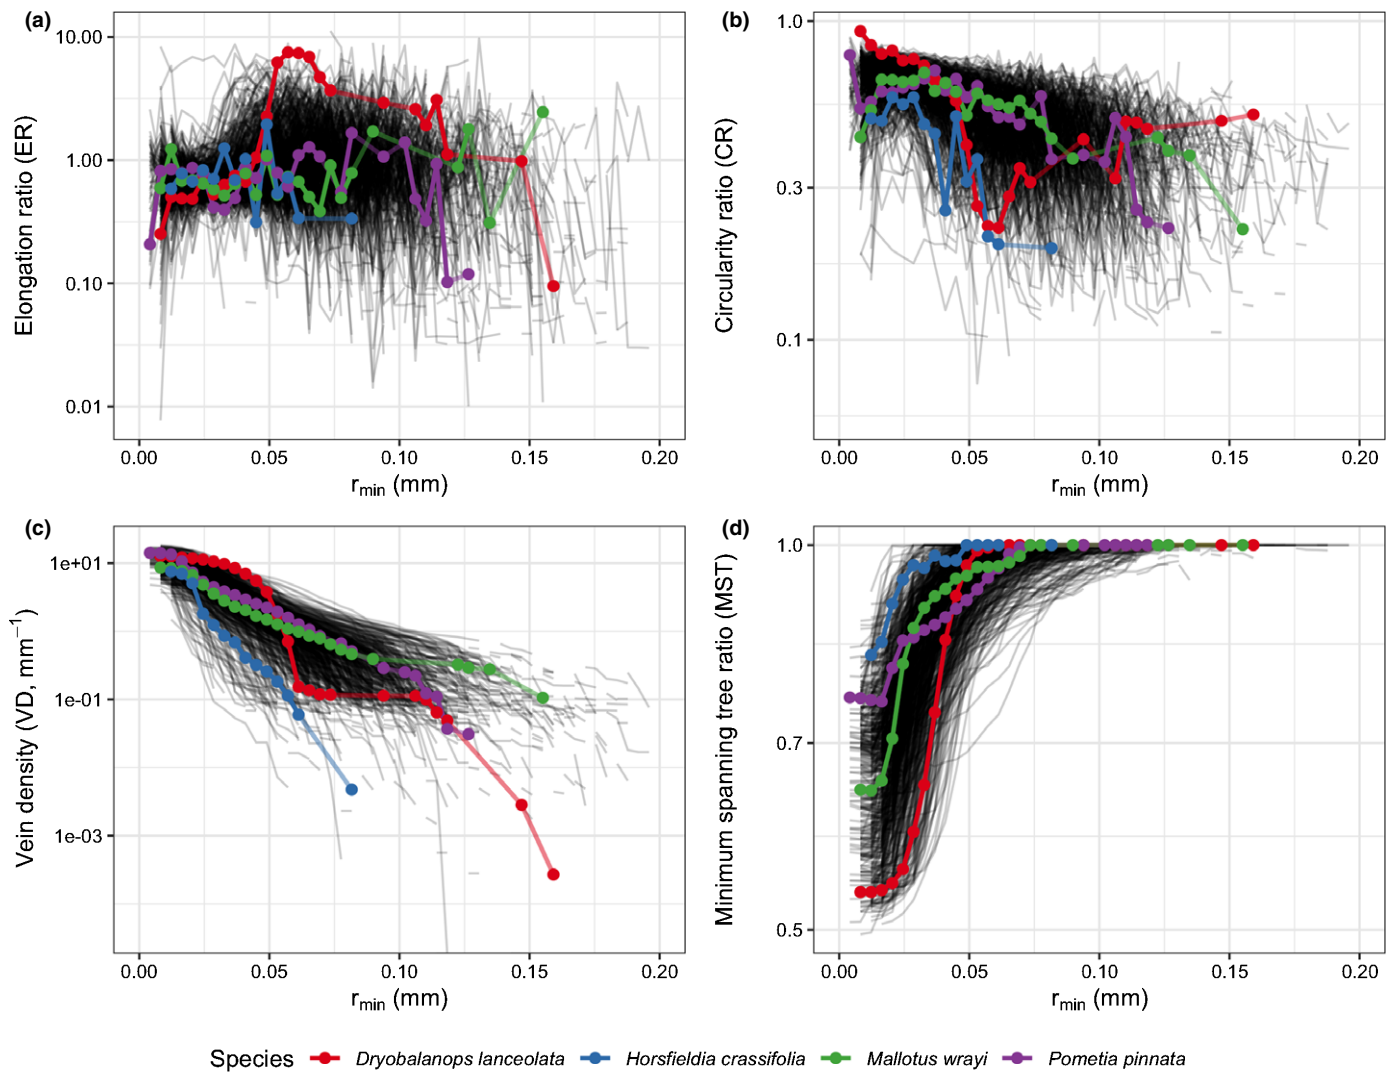 (a)
Elongation ratio (ER)
10.00
1.00
0.10
0.01
0.00 0.05 0.10 0.15 0.20
rmin (mm)
(b)
Circularity ratio (CR)
1.0
0.3
0.1
0.00 0.05 0.10 0.15 0.20
rmin (mm)
(c)
Vein density (VD, mm−1)
1e+01
1e-01
1e-03
0.00 0.05 0.10 0.15 0.20
rmin (mm)
(d)
Minimum spanning tree ratio (MST)
1.0
0.7
0.5
0.00 0.05 0.10 0.15 0.20
rmin (mm)
Species Dryobalanops lanceolata Horsfieldia crassifolia Mallotus wrayi Pometia pinnata